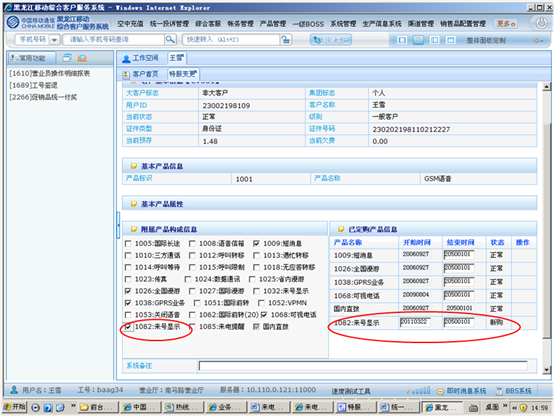 黑龙江移动综合客户服务系统 - Windows Internet Explorer
中国移动通信 CHINA MOBILE 黑龙江移动 综合客户服务系统 空中充值 统一投诉管理 综合客服 帐务管理 产品管理 一级BOSS 系统管理 生产信息系统 渠道管理 销售品配置管理 更多
手机号码 请输入手机号码查询 快速转入 (Alt+Z) 整体面板定制
常用功能 工作空间 王雪
[1610]营业员操作明细报表
[1689]工号签退
[2266]促销品统一付奖
客户首页 特服变更
大客户标志 非大客户 集团标志 个人
用户ID 23002198109 客户名称 王雪
当前状态 正常 级别 一般客户
证件类型 身份证 证件号码 230202198110212227
当前预存 1.48 当前欠费 0.00
基本产品信息
产品标识 1001 产品名称 GSM语音
基本产品属性
附属产品构成信息
1005:国际长途 1008:语音信箱 1009:短消息
1010:三方通话 1012:呼叫转移 1013:遇忙转移
1014:呼叫等待 1015:呼叫限制 1018:无应答转移
1023:传真 1024:数据通讯 1025:省内漫游
1026:全国漫游 1027:国际漫游 1032:来号显示
1038:GPRS业务 1051:国际前转 1052:VPMN
1053:关闭语音 1062:国际前转(20) 1068:可视电话
1082:来号显示 1085:来电提醒 国内直拨
已定购产品信息
产品名称 开始时间 结束时间 状态 操作
1009:短消息 20060927 20500101 正常
1026:全国漫游 20060927 20500101 正常
1038:GPRS业务 20060927 20500101 正常
1068:可视电话 20090804 20500101 正常
国内直拨 20060927 20500101 正常
1082:来号显示 20110322 20500101 新购
系统备注
用户名:王雪 工号:baag34 营业厅:南马路营业厅 服务器:10.110.0.121:11000 速度测试工具 即时消息系统 BBS系统
开始 前台... 中国... 热线... 业务... 来电... 来电... 特服... 统一... 黑龙... 桌面 14:59